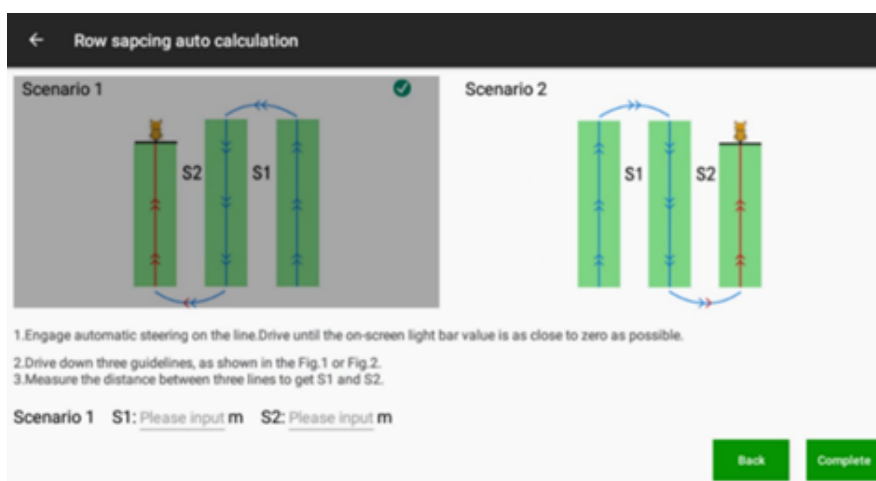 Row sapcing auto calculation
Scenario 1
Scenario 2
S2
S1
S1
S2
1.Engage automatic steering on the line.Drive until the on-screen light bar value is as close to zero as possible.
2.Drive down three guidelines, as shown in the Fig.1 or Fig.2.
3.Measure the distance between three lines to get S1 and S2.
Scenario 1 S1: Please input m S2: Please input m
Back Complete